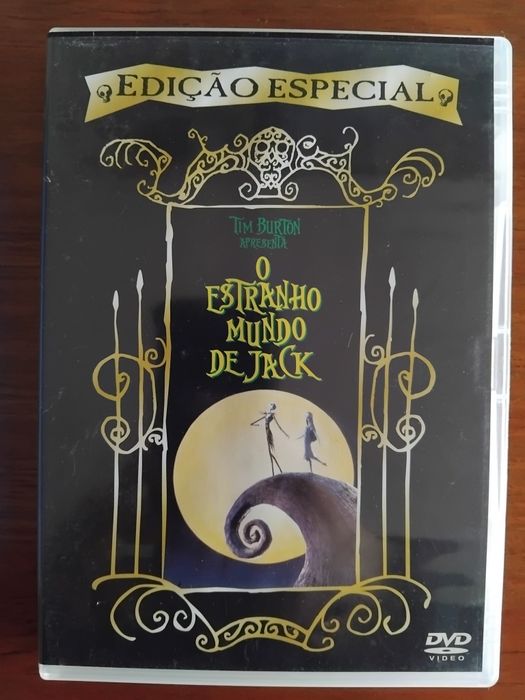 EDIÇÃO ESPECIAL
TIM BURTON
APRESENTA
O
ESTRANHO
MUNDO
DE JACK
DVD
VIDEO